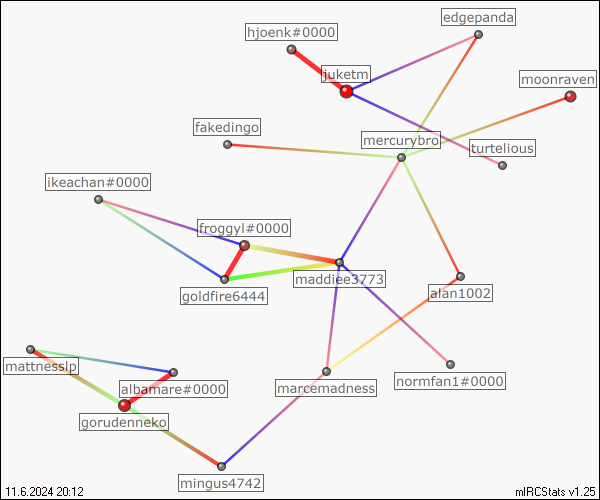 edgepanda
hjoenk#0000
juketm
moonraven
fakedingo
mercurybro
turtelious
ikeachan#0000
froggyl#0000
maddiee3773
goldfire6444
alan1002
mattnesslp
albamare#0000
marcemadness
normfan1#0000
gorudenneko
mingus4742
11.6.2024 20:12
mIRCStats v1.25